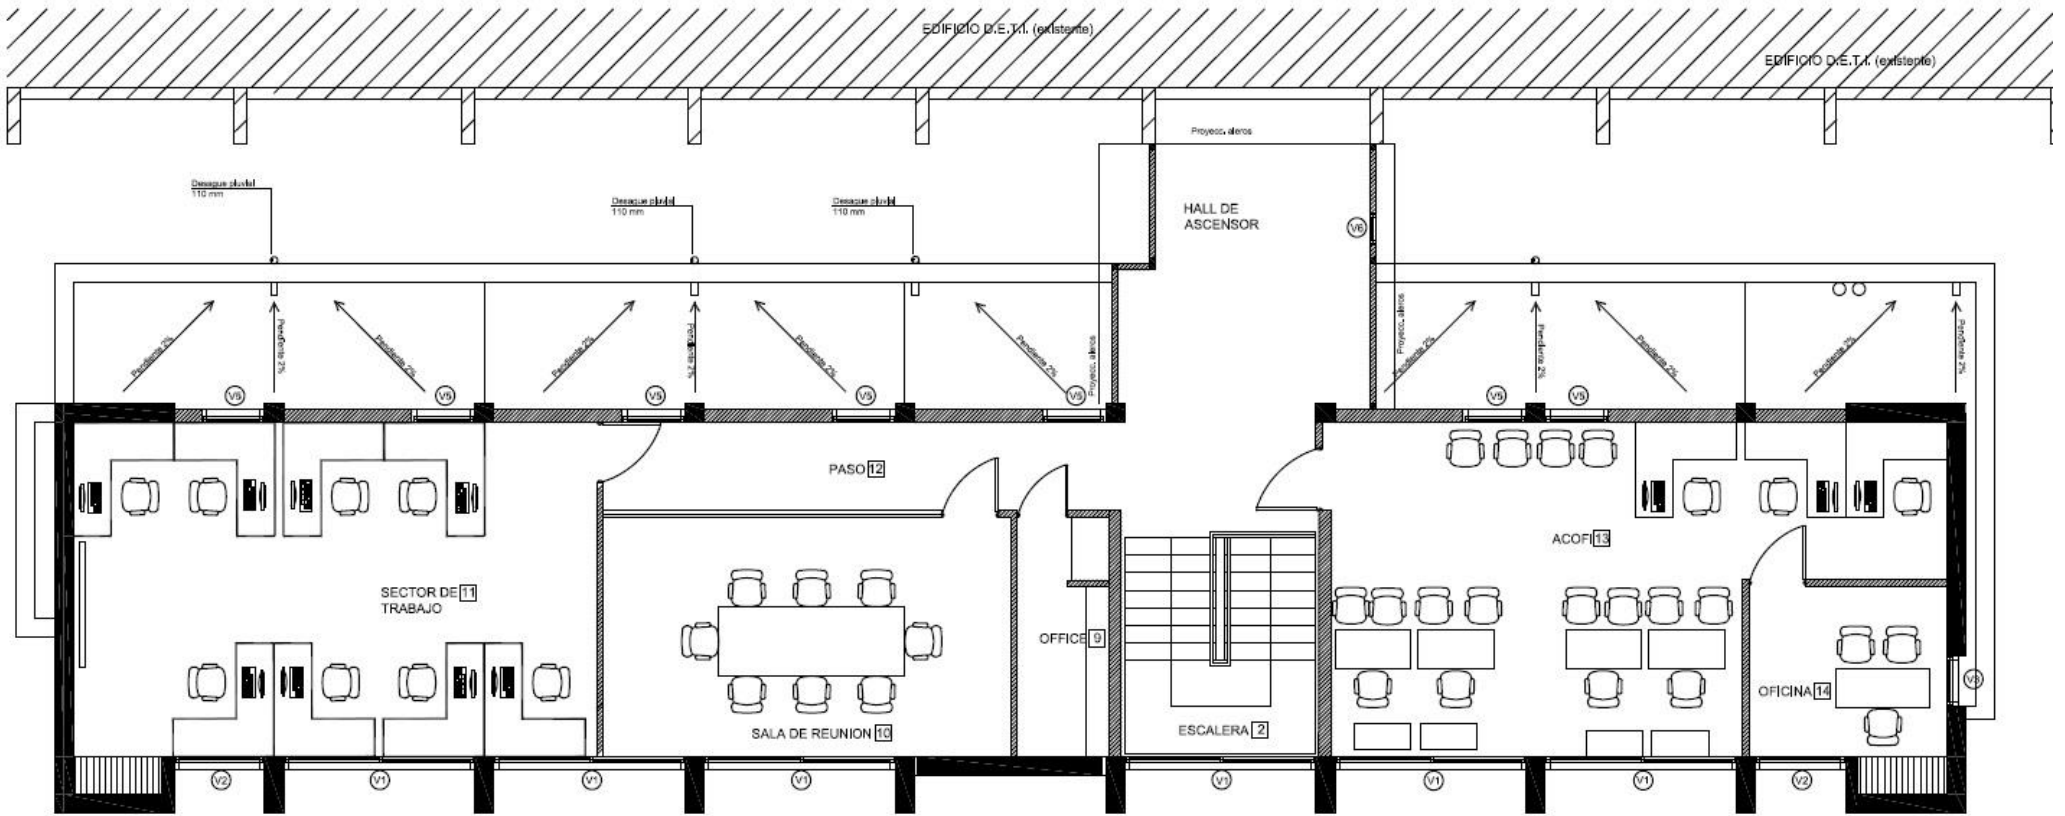 EDIFICIO D.E.T.I. (existente)
EDIFICIO D.E.T.I. (existente)
Proyecc. aleros
Desague pluvial
110 mm
Desague pluvial
110 mm
Desague pluvial
110 mm
HALL DE
ASCENSOR
V6
Pendiente 2%
Pendiente 2%
Pendiente 2%
Pendiente 2%
Pendiente 2%
Pendiente 2%
Pendiente 2%
Proyecc. aleros
Proyecc. aleros
Pendiente 2%
Pendiente 2%
Pendiente 2%
Pendiente 2%
Pendiente 2%
V5
V5
V5
V5
V5
V5
V5
PASO 12
ACOFI 13
SECTOR DE 11
TRABAJO
OFFICE 9
OFICINA 14
V3
SALA DE REUNION 10
ESCALERA 2
V2
V1
V1
V1
V1
V1
V1
V2